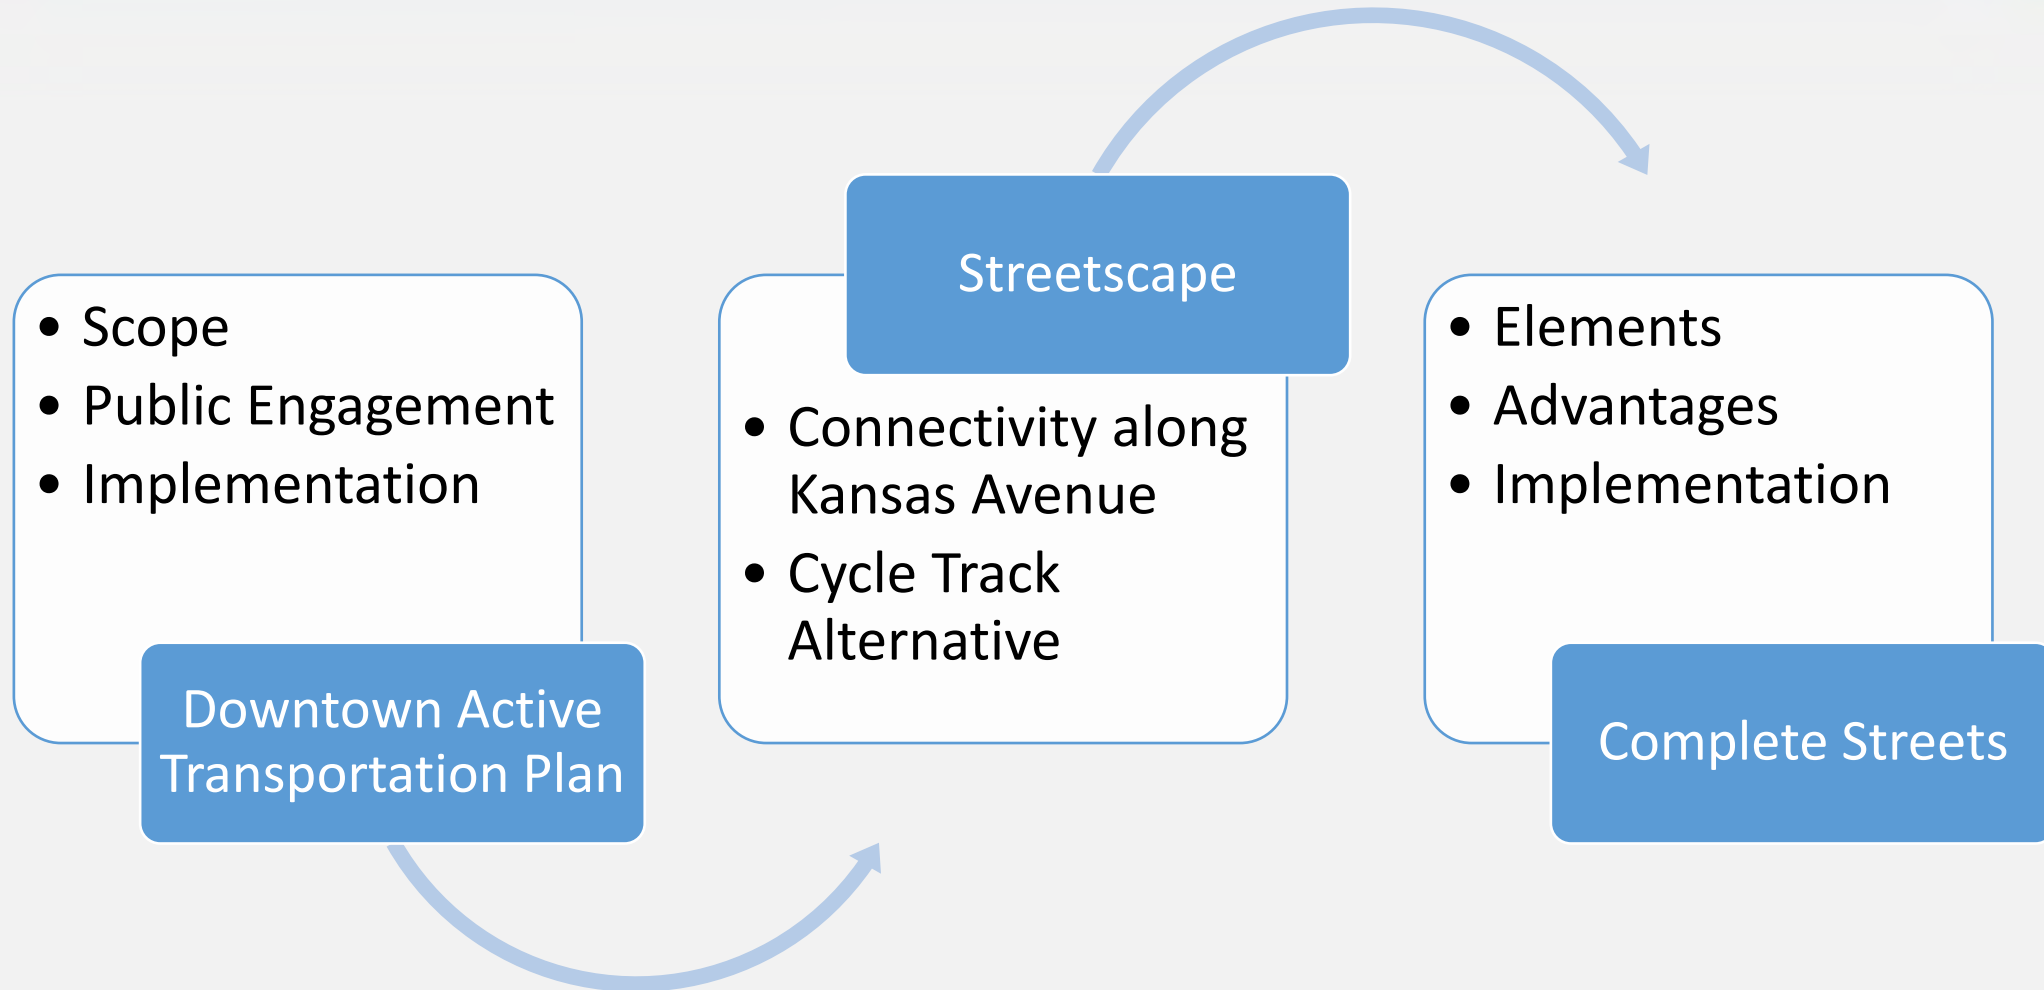 • Scope
• Public Engagement
• Implementation
Downtown Active
Transportation Plan
Streetscape
• Connectivity along
Kansas Avenue
• Cycle Track
Alternative
• Elements
• Advantages
• Implementation
Complete Streets